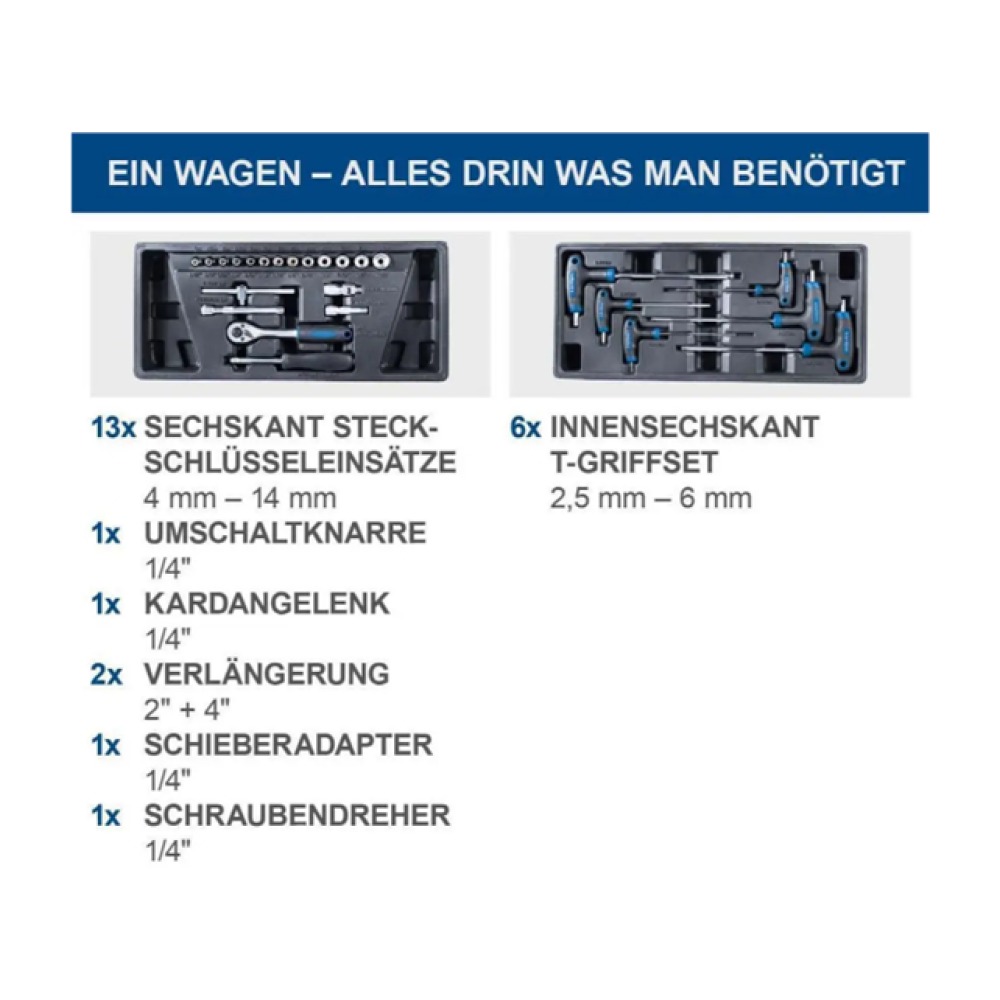 EIN WAGEN – ALLES DRIN WAS MAN BENÖTIGT
13x SECHSKANT STECK-
SCHLÜSSELEINSÄTZE
4 mm – 14 mm
1x UMSCHALTKNARRE
1/4"
1x KARDANGELENK
1/4"
2x VERLÄNGERUNG
2" + 4"
1x SCHIEBERADAPTER
1/4"
1x SCHRAUBENDREHER
1/4"
6x INNENSECHSKANT
T-GRIFFSET
2,5 mm – 6 mm